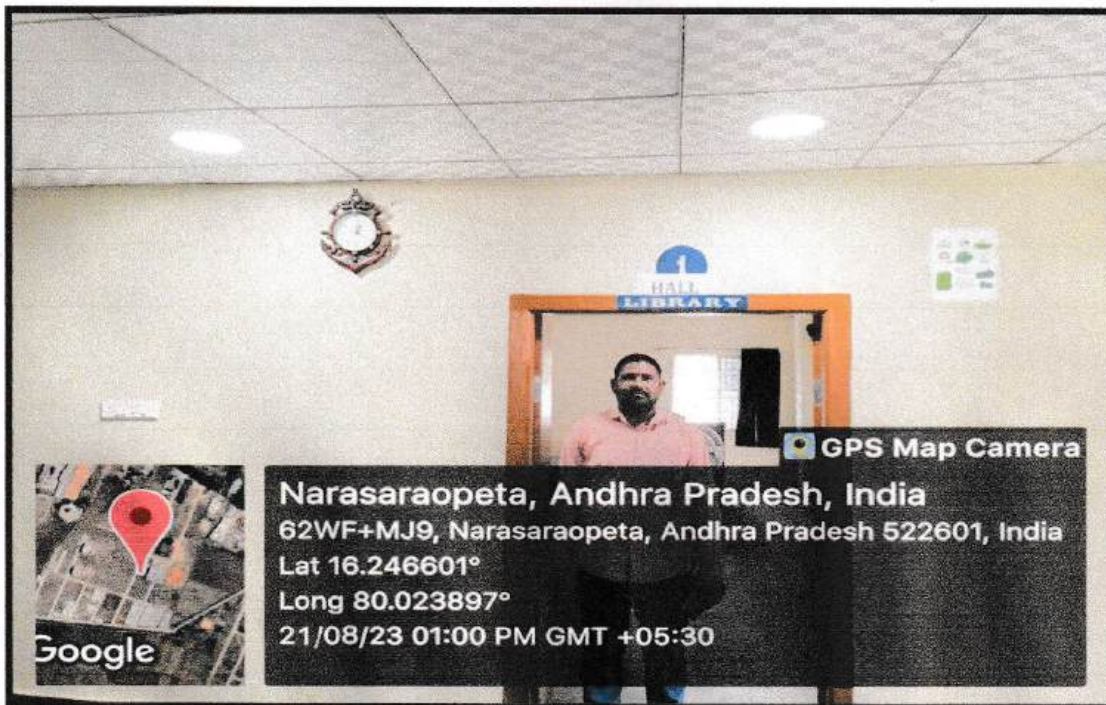 1
HALL
LIBRARY
GPS Map Camera
Narasaraopeta, Andhra Pradesh, India
62WF+MJ9, Narasaraopeta, Andhra Pradesh 522601, India
Lat 16.246601°
Long 80.023897°
21/08/23 01:00 PM GMT +05:30
Google